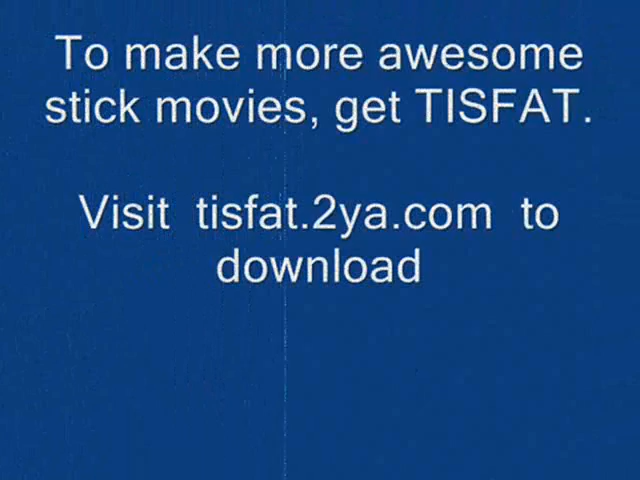 To make more awesome
stick movies, get TISFAT.
Visit tisfat.2ya.com to
download